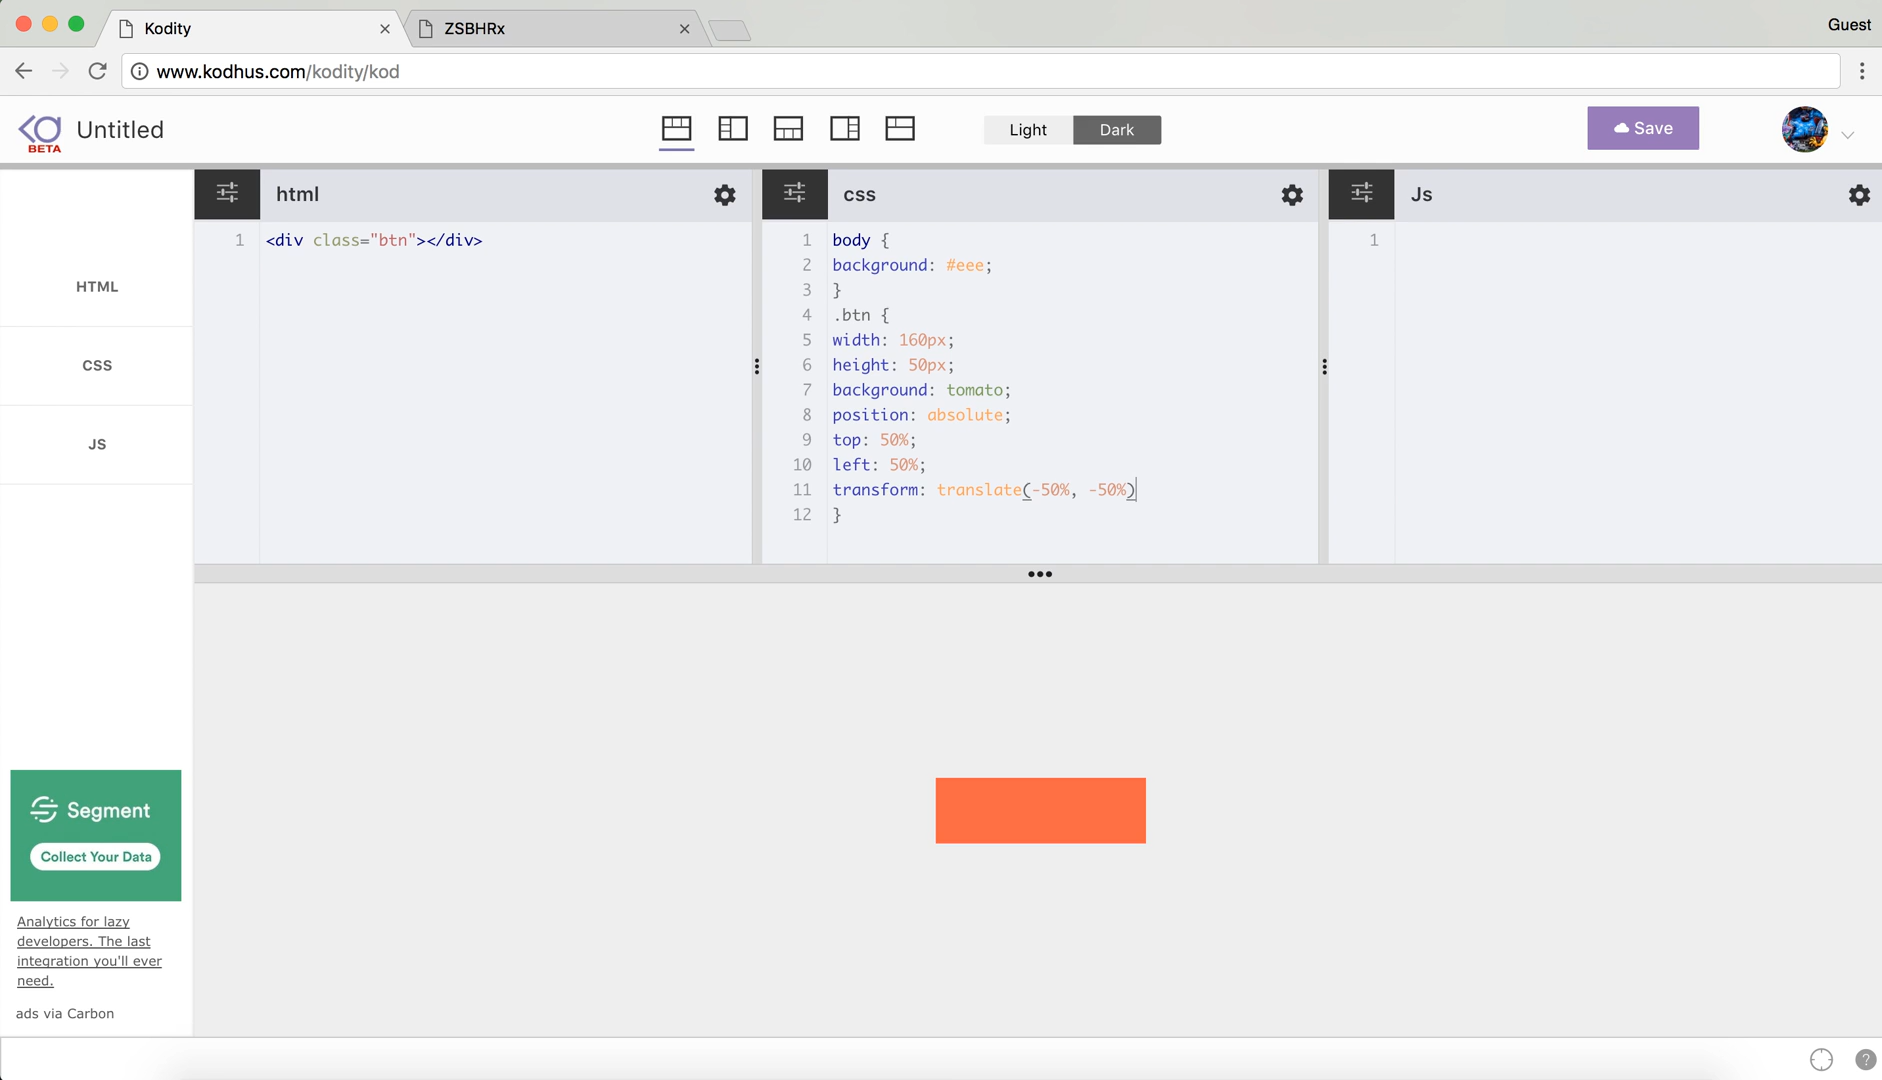 Kodity
ZSBHRx
Guest
www.kodhus.com/kodity/kod
BETA
Untitled
Light
Dark
Save
HTML
CSS
JS
html
1 <div class="btn"></div>
css
1 body {
2 background: #eee;
3 }
4 .btn {
5 width: 160px;
6 height: 50px;
7 background: tomato;
8 position: absolute;
9 top: 50%;
10 left: 50%;
11 transform: translate(-50%, -50%)
12 }
Js
1
Segment
Collect Your Data
Analytics for lazy
developers. The last
integration you'll ever
need.
ads via Carbon
?